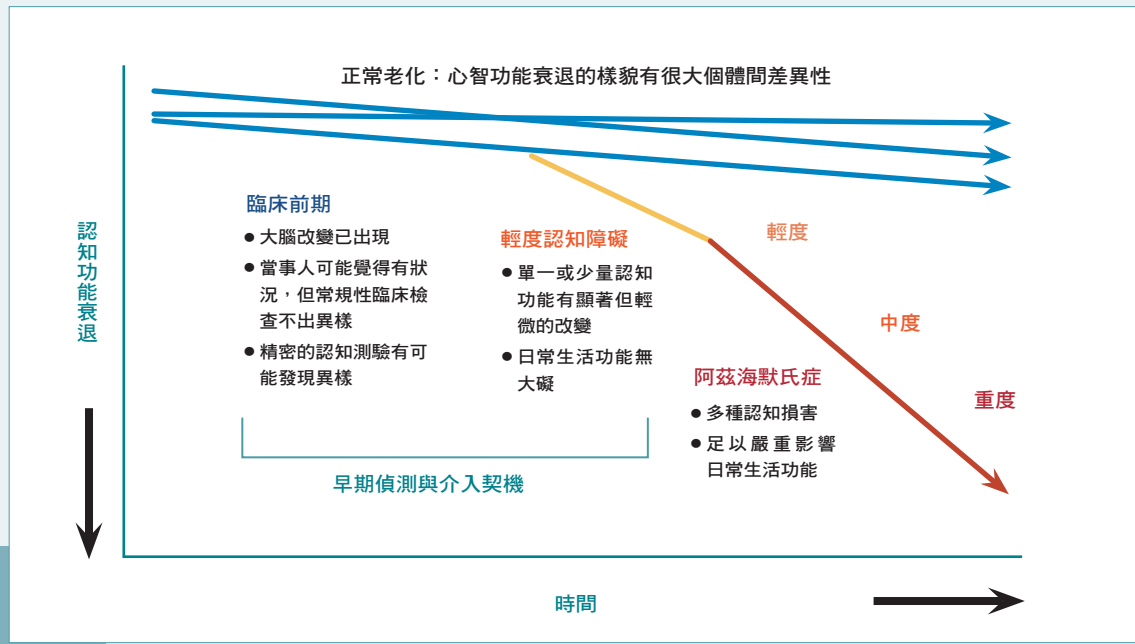 正常老化：心智功能衰退的樣貌有很大個體間差異性
認知功能衰退
臨床前期
● 大腦改變已出現
● 當事人可能覺得有狀
況，但常規性臨床檢
查不出異樣
● 精密的認知測驗有可
能發現異樣
輕度認知障礙
● 單一或少量認知
功能有顯著但輕
微的改變
● 日常生活功能無
大礙
輕度
中度
重度
阿茲海默氏症
● 多種認知損害
● 足以嚴重影響
日常生活功能
早期偵測與介入契機
時間